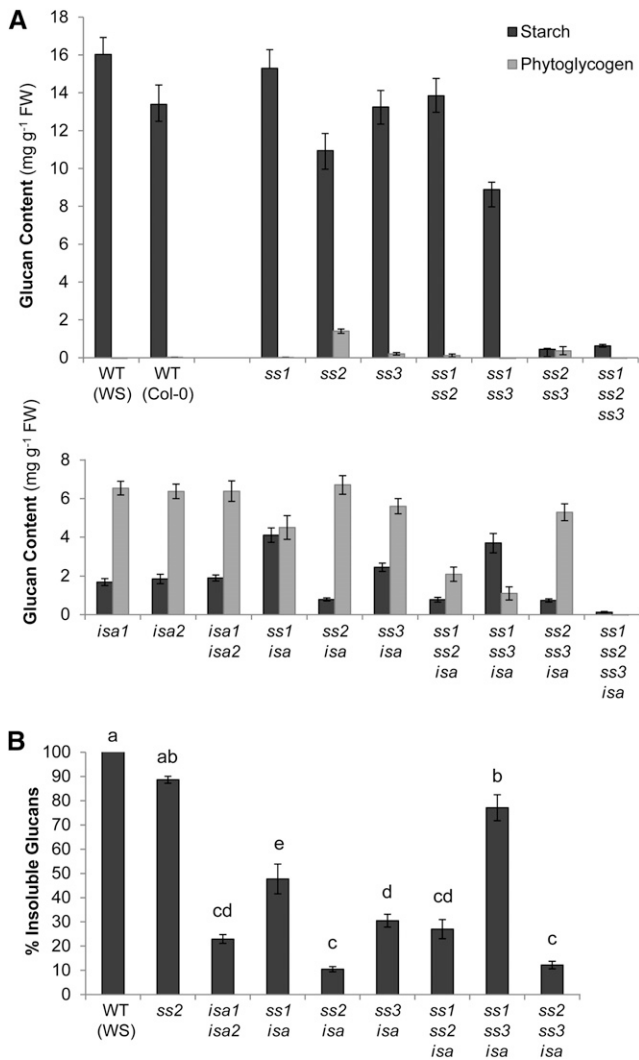 A
18
16
14
12
10
8
6
4
2
0
Glucan Content (mg g⁻¹ FW)
Starch
Phytoglycogen
WT (WS)
WT (Col-0)
ss1
ss2
ss3
ss1 ss2
ss1 ss3
ss2 ss3
ss1 ss2 ss3
8
6
4
2
0
Glucan Content (mg g⁻¹ FW)
isa1
isa2
isa1 isa2
ss1 isa
ss2 isa
ss3 isa
ss1 ss2 isa
ss1 ss3 isa
ss2 ss3 isa
ss1 ss2 ss3 isa
B
100
90
80
70
60
50
40
30
20
10
0
% Insoluble Glucans
a
ab
cd
e
c
d
cd
b
c
WT (WS)
ss2
isa1 isa2
ss1 isa
ss2 isa
ss3 isa
ss1 ss2 isa
ss1 ss3 isa
ss2 ss3 isa